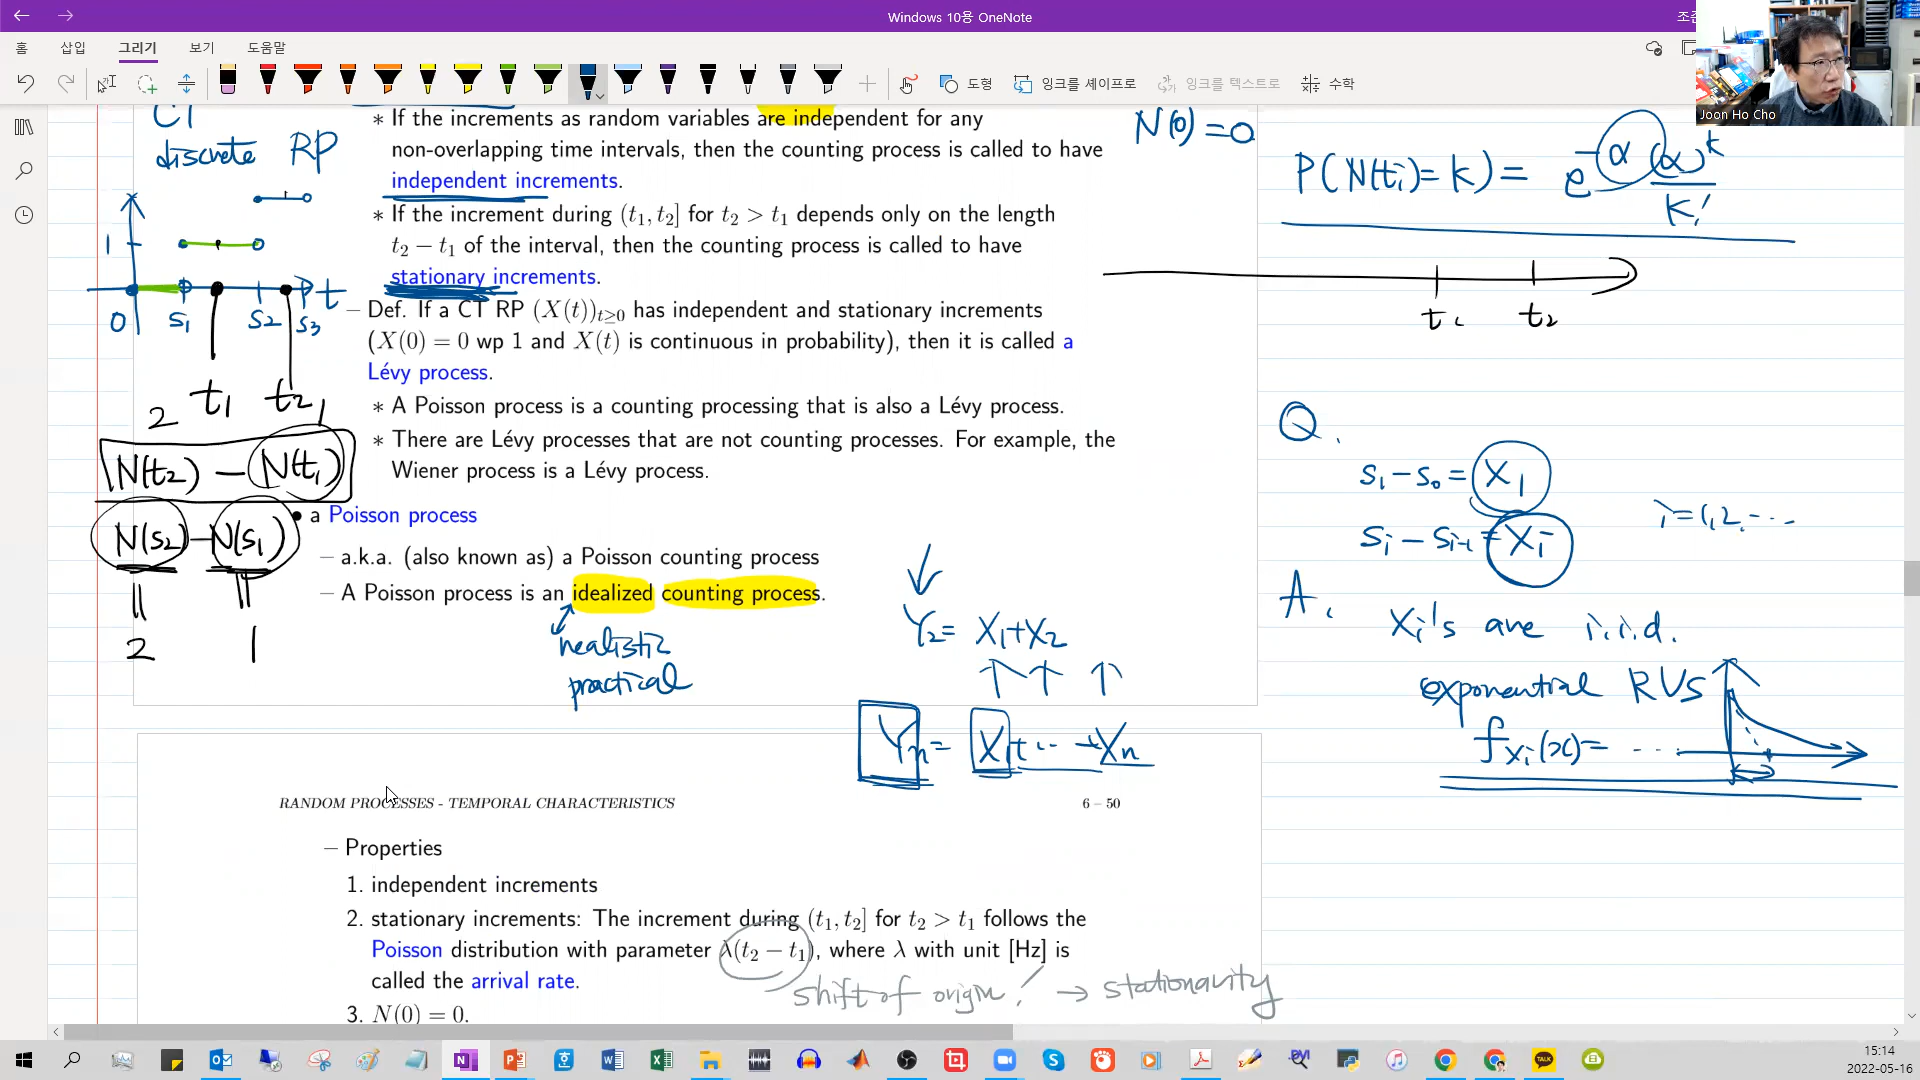 Windows 10용 OneNote
홈 삽입 그리기 보기 도움말
도형 잉크를 셰이프로 잉크를 텍스트로 수학
Joon Ho Cho
CT
discrete RP
1
0 s1 s2 s3 t
t1 t2
2 1
N(t2) – N(t1)
N(s2) – N(s1)
॥ ॥
2 1
∗ If the increments as random variables are independent for any
non-overlapping time intervals, then the counting process is called to have
independent increments.
∗ If the increment during (t1, t2] for t2 > t1 depends only on the length
t2 − t1 of the interval, then the counting process is called to have
stationary increments.
– Def. If a CT RP (X(t))t≥0 has independent and stationary increments
(X(0) = 0 wp 1 and X(t) is continuous in probability), then it is called a
Lévy process.
∗ A Poisson process is a counting processing that is also a Lévy process.
∗ There are Lévy processes that are not counting processes. For example, the
Wiener process is a Lévy process.
• a Poisson process
– a.k.a. (also known as) a Poisson counting process
– A Poisson process is an idealized counting process.
realistic
practical
Y2 = X1+X2
Yn = X1+ ··· +Xn
N(0) = 0
P(N(ti) = k) = e^-α (α)^k / k!
t1 t2
Q.
s1 – s0 = X1
si – si-1 = Xi
i = 1, 2, ···
A. Xi's are i.i.d.
exponential RVs
fXi(x) = ···
RANDOM PROCESSES - TEMPORAL CHARACTERISTICS 6 – 50
– Properties
1. independent increments
2. stationary increments: The increment during (t1, t2] for t2 > t1 follows the
Poisson distribution with parameter λ(t2 − t1), where λ with unit [Hz] is
called the arrival rate.
shift of origin! → stationarity
3. N(0) = 0.
15:14
2022-05-16